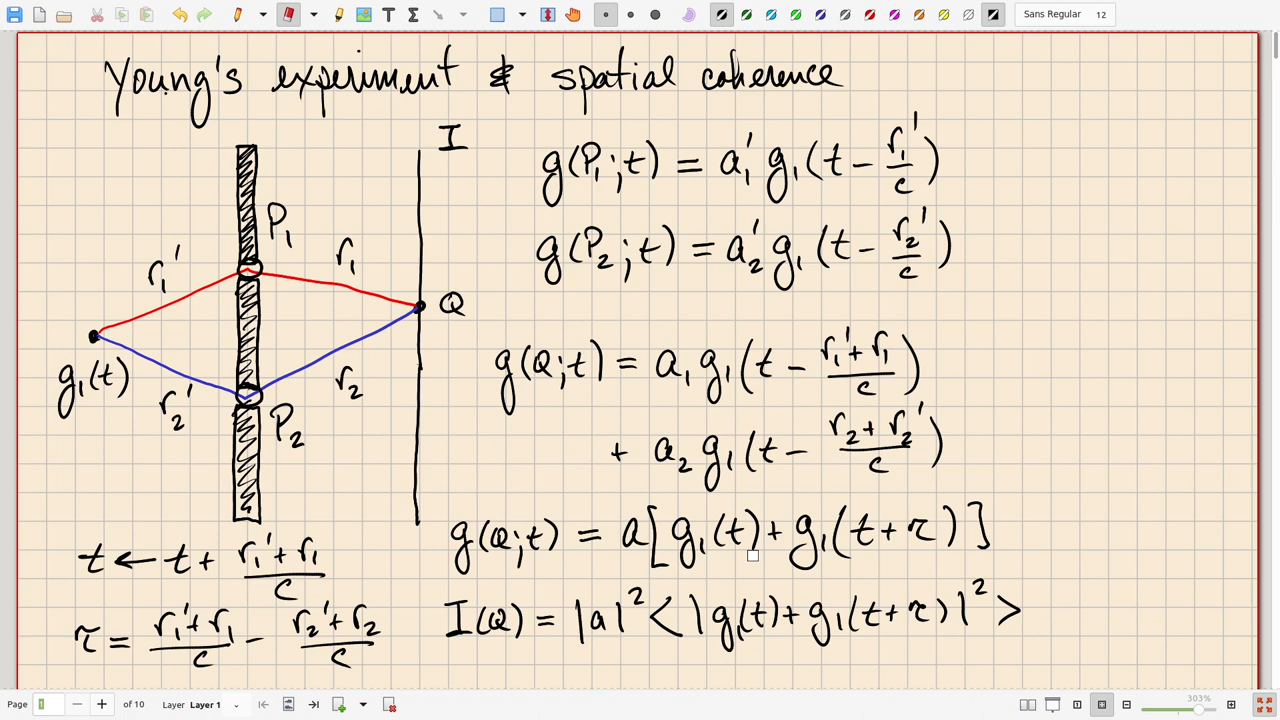 Sans Regular 12
Young's experiment & spatial coherence
I
g(P₁;t) = a₁' g₁(t - r₁'/c)
P₁
g(P₂;t) = a₂' g₁(t - r₂'/c)
r₁'
r₁
Q
g₁(t)
r₂'
r₂
P₂
g(Q;t) = a₁ g₁(t - (r₁'+r₁)/c)
+ a₂ g₁(t - (r₂+r₂')/c)
g(Q;t) = a[g₁(t)+g₁(t+τ)]
t ← t + (r₁'+r₁)/c
τ = (r₁'+r₁)/c - (r₂'+r₂)/c
I(Q) = |a|² <|g₁(t)+g₁(t+τ)|²>
Page 1 of 10 Layer Layer 1 303%